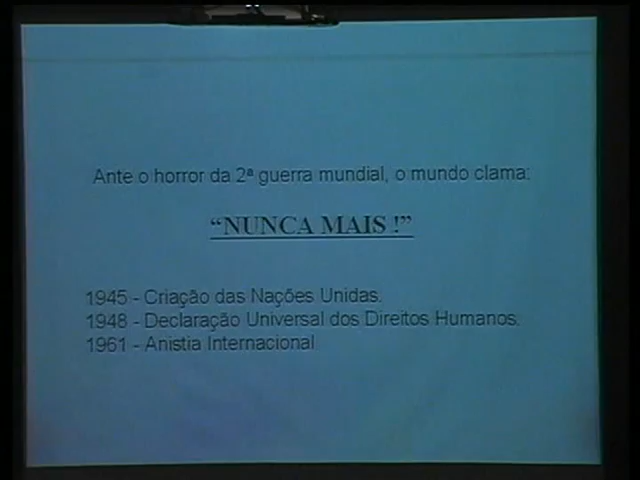 Ante o horror da 2ª guerra mundial, o mundo clama:
“NUNCA MAIS !”
1945 - Criação das Nações Unidas.
1948 - Declaração Universal dos Direitos Humanos.
1961 - Anistia Internacional